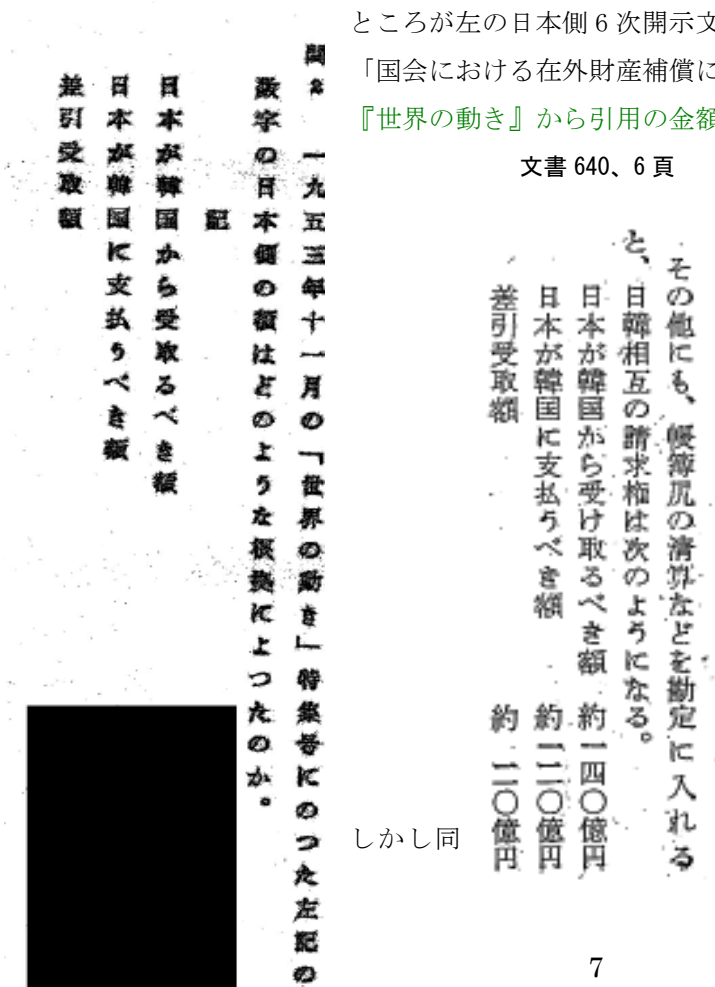 ところが左の日本側6次開示文
「国会における在外財産補償に
『世界の動き』から引用の金額
文書 640、6 頁
問2 一九五三年十一月の「世界の動き」特集号にのつた左記の
数字の日本側の額はどのような根拠によつたのか。
記
日本が韓国から受取るべき額
日本が韓国に支払うべき額
差引受取額
その他にも、帳簿尻の清算などを勘定に入れる
と、日韓相互の請求権は次のようになる。
日本が韓国から受け取るべき額 約一四〇億円
日本が韓国に支払うべき額 約一二〇億円
差引受取額 約 二〇億円
しかし同
7